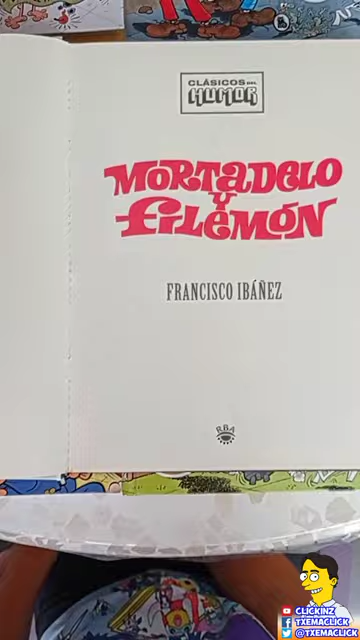 CLÁSICOS DEL
HUMOR
MORTADELO
Y
FILEMÓN
FRANCISCO IBÁÑEZ
RBA
CLICKINZ
TXEMACLICK
@TXEMACLICK